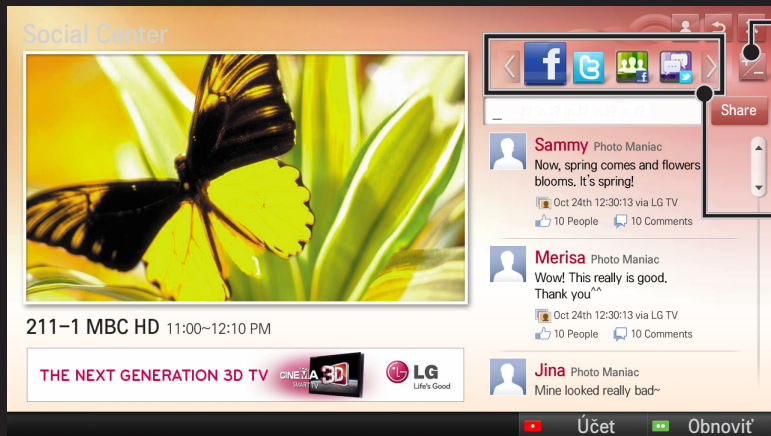 Social Center
Share
Sammy Photo Maniac
Now, spring comes and flowers
blooms. It's spring!
Oct 24th 12:30:13 via LG TV
10 People 10 Comments
Merisa Photo Maniac
Wow! This really is good.
Thank you^^
Oct 24th 12:30:13 via LG TV
10 People 10 Comments
Jina Photo Maniac
Mine looked really bad~
211-1 MBC HD 11:00~12:10 PM
THE NEXT GENERATION 3D TV CINEMA 3D SMART TV LG Life's Good
Účet Obnoviť